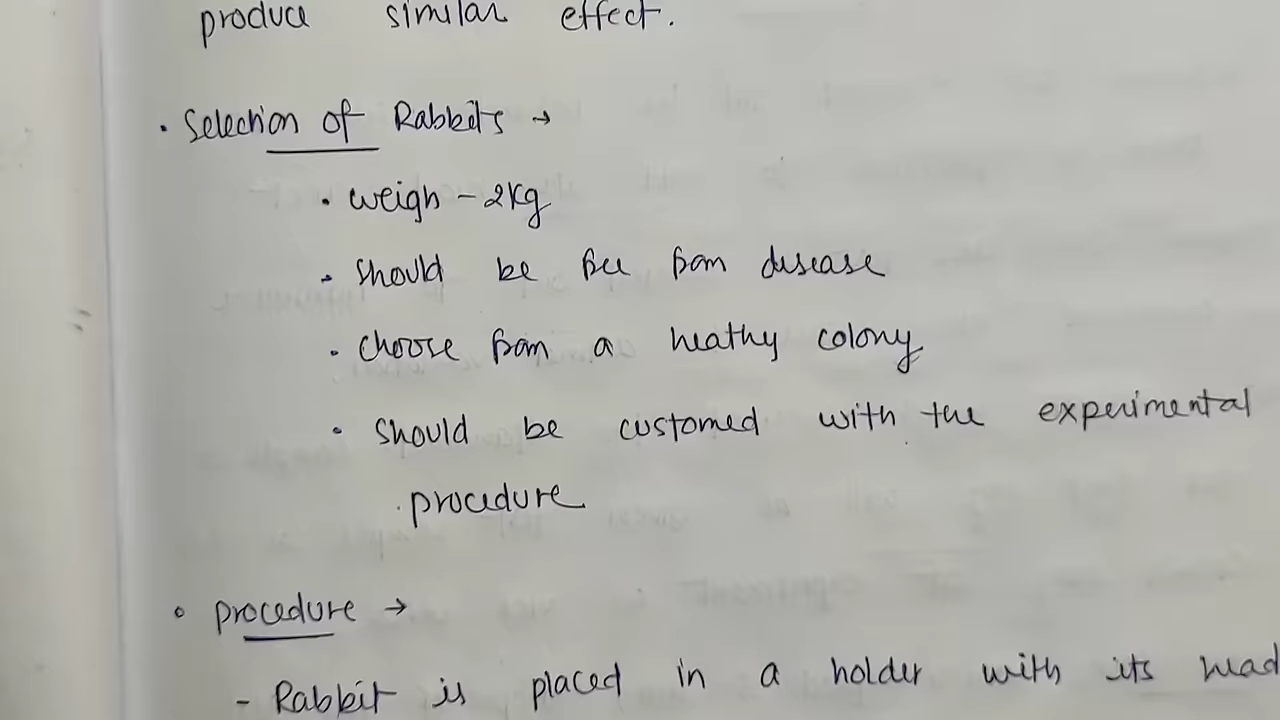 produce similar effect.
• Selection of Rabbits →
• weigh - 2kg
• should be free from disease
• choose from a heathy colony
• should be customed with the experimental
procedure
• procedure →
- Rabbit is placed in a holder with its head